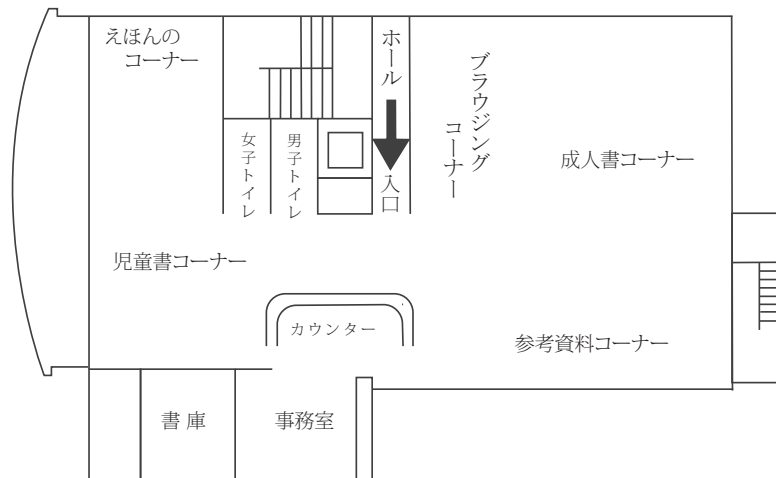 えほんの
コーナー
ホール
入口
ブラウジング
コーナー
成人書コーナー
女子トイレ
男子トイレ
児童書コーナー
カウンター
参考資料コーナー
書庫
事務室